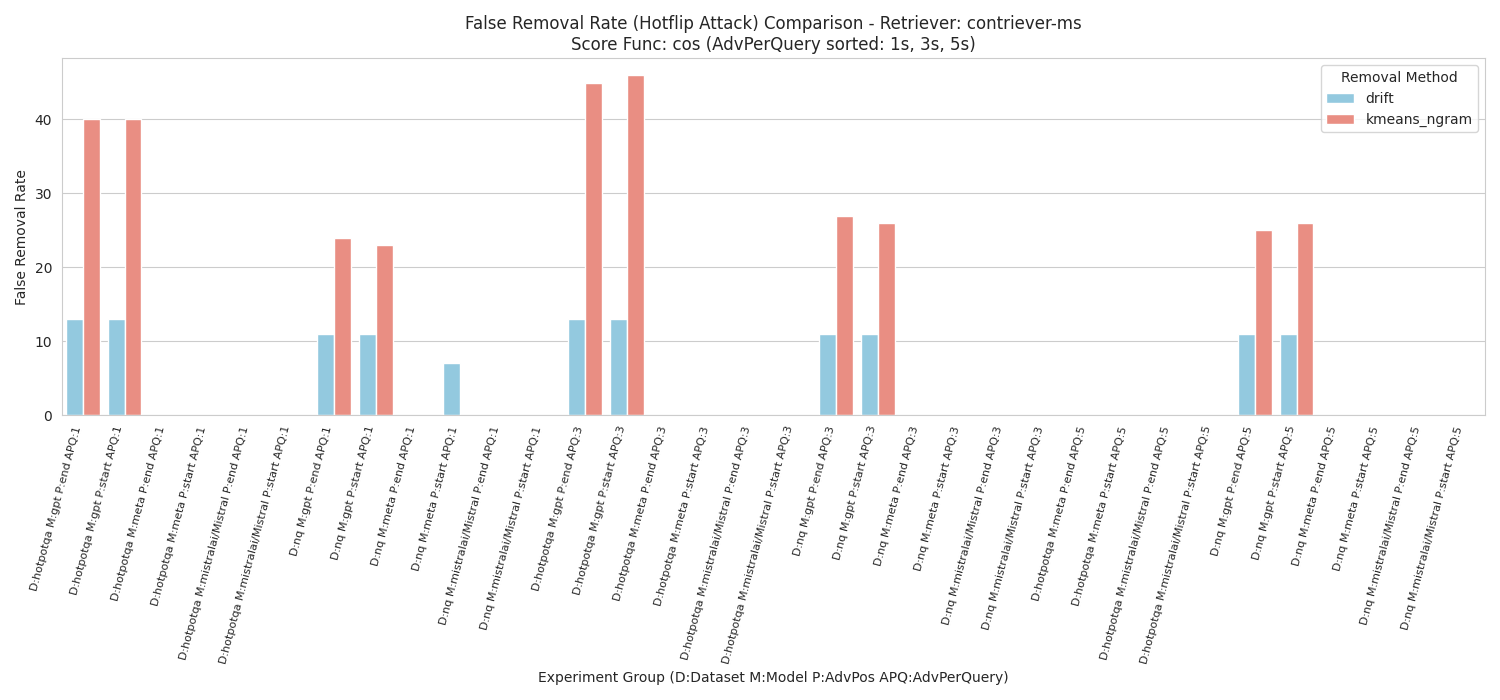 False Removal Rate (Hotflip Attack) Comparison - Retriever: contriever-ms
Score Func: cos (AdvPerQuery sorted: 1s, 3s, 5s)
Removal Method
drift
kmeans_ngram
False Removal Rate
40
30
20
10
0
D:hotpotqa M:gpt P:end APQ:1
D:hotpotqa M:gpt P:start APQ:1
D:hotpotqa M:meta P:end APQ:1
D:hotpotqa M:meta P:start APQ:1
D:hotpotqa M:mistralai/Mistral P:end APQ:1
D:hotpotqa M:mistralai/Mistral P:start APQ:1
D:nq M:gpt P:end APQ:1
D:nq M:gpt P:start APQ:1
D:nq M:meta P:end APQ:1
D:nq M:meta P:start APQ:1
D:nq M:mistralai/Mistral P:end APQ:1
D:nq M:mistralai/Mistral P:start APQ:1
D:hotpotqa M:gpt P:end APQ:3
D:hotpotqa M:gpt P:start APQ:3
D:hotpotqa M:meta P:end APQ:3
D:hotpotqa M:meta P:start APQ:3
D:hotpotqa M:mistralai/Mistral P:end APQ:3
D:hotpotqa M:mistralai/Mistral P:start APQ:3
D:nq M:gpt P:end APQ:3
D:nq M:gpt P:start APQ:3
D:nq M:meta P:end APQ:3
D:nq M:meta P:start APQ:3
D:nq M:mistralai/Mistral P:end APQ:3
D:nq M:mistralai/Mistral P:start APQ:3
D:hotpotqa M:meta P:end APQ:5
D:hotpotqa M:meta P:start APQ:5
D:hotpotqa M:mistralai/Mistral P:end APQ:5
D:hotpotqa M:mistralai/Mistral P:start APQ:5
D:nq M:gpt P:end APQ:5
D:nq M:gpt P:start APQ:5
D:nq M:meta P:end APQ:5
D:nq M:meta P:start APQ:5
D:nq M:mistralai/Mistral P:end APQ:5
D:nq M:mistralai/Mistral P:start APQ:5
Experiment Group (D:Dataset M:Model P:AdvPos APQ:AdvPerQuery)